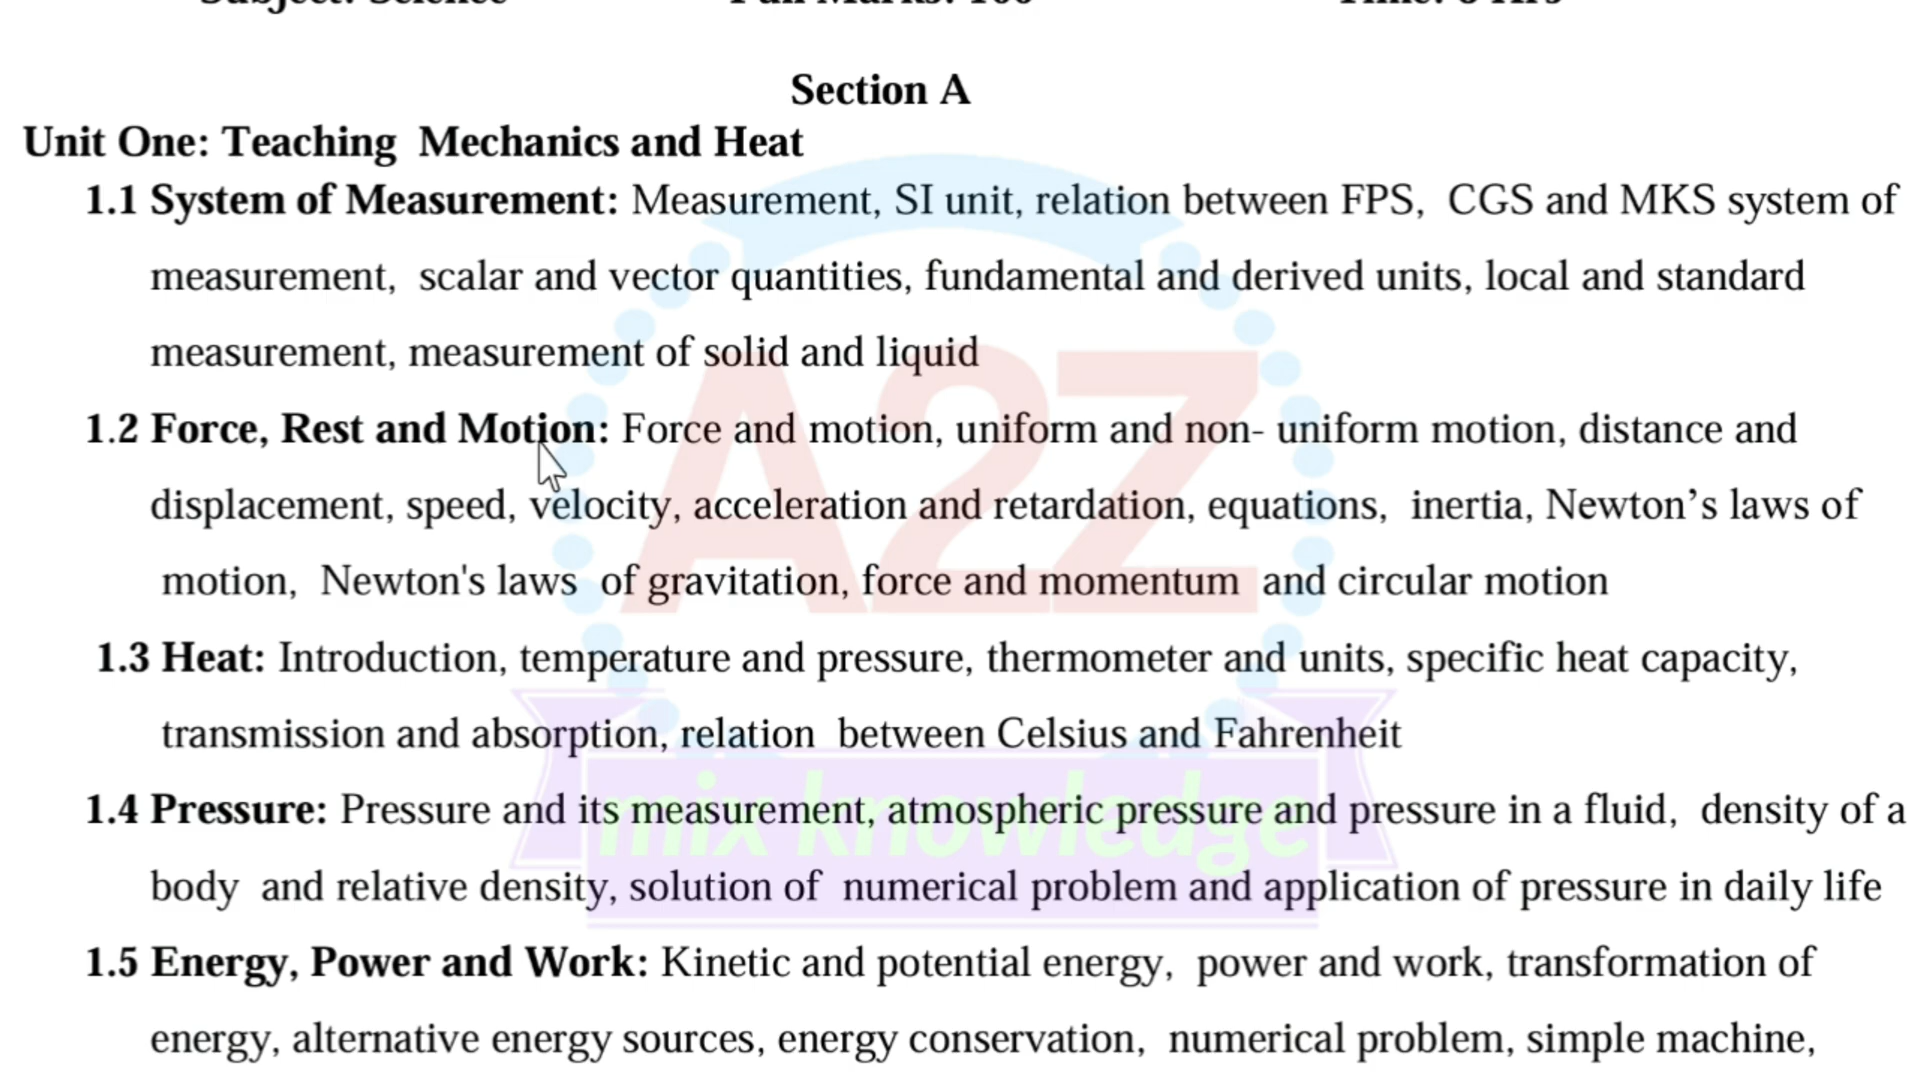 Subject: Science Full Marks: 100
Section A
Unit One: Teaching Mechanics and Heat
1.1 System of Measurement: Measurement, SI unit, relation between FPS, CGS and MKS system of
measurement, scalar and vector quantities, fundamental and derived units, local and standard
measurement, measurement of solid and liquid
1.2 Force, Rest and Motion: Force and motion, uniform and non- uniform motion, distance and
displacement, speed, velocity, acceleration and retardation, equations, inertia, Newton’s laws of
motion, Newton's laws of gravitation, force and momentum and circular motion
1.3 Heat: Introduction, temperature and pressure, thermometer and units, specific heat capacity,
transmission and absorption, relation between Celsius and Fahrenheit
1.4 Pressure: Pressure and its measurement, atmospheric pressure and pressure in a fluid, density of a
body and relative density, solution of numerical problem and application of pressure in daily life
1.5 Energy, Power and Work: Kinetic and potential energy, power and work, transformation of
energy, alternative energy sources, energy conservation, numerical problem, simple machine,
A2Z
mix knowledge